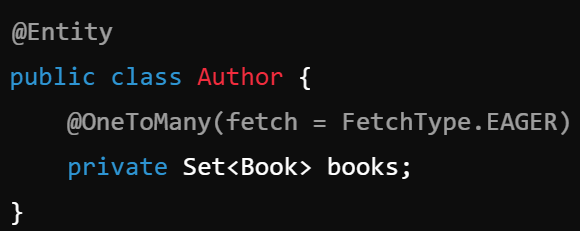 @Entity
public class Author {
    @OneToMany(fetch = FetchType.EAGER)
    private Set<Book> books;
}